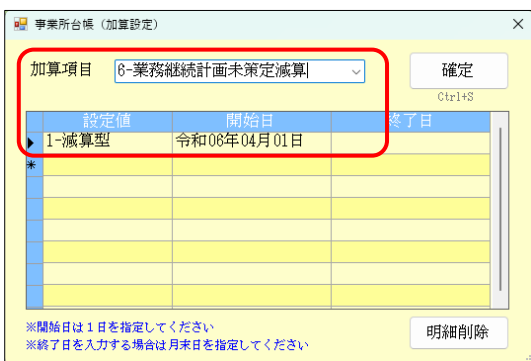 事業所台帳（加算設定）
加算項目 6-業務継続計画未策定減算
確定
Ctrl+S
設定値 開始日 終了日
1-減算型 令和06年04月01日
※開始日は１日を指定してください
※終了日を入力する場合は月末日を指定してください
明細削除